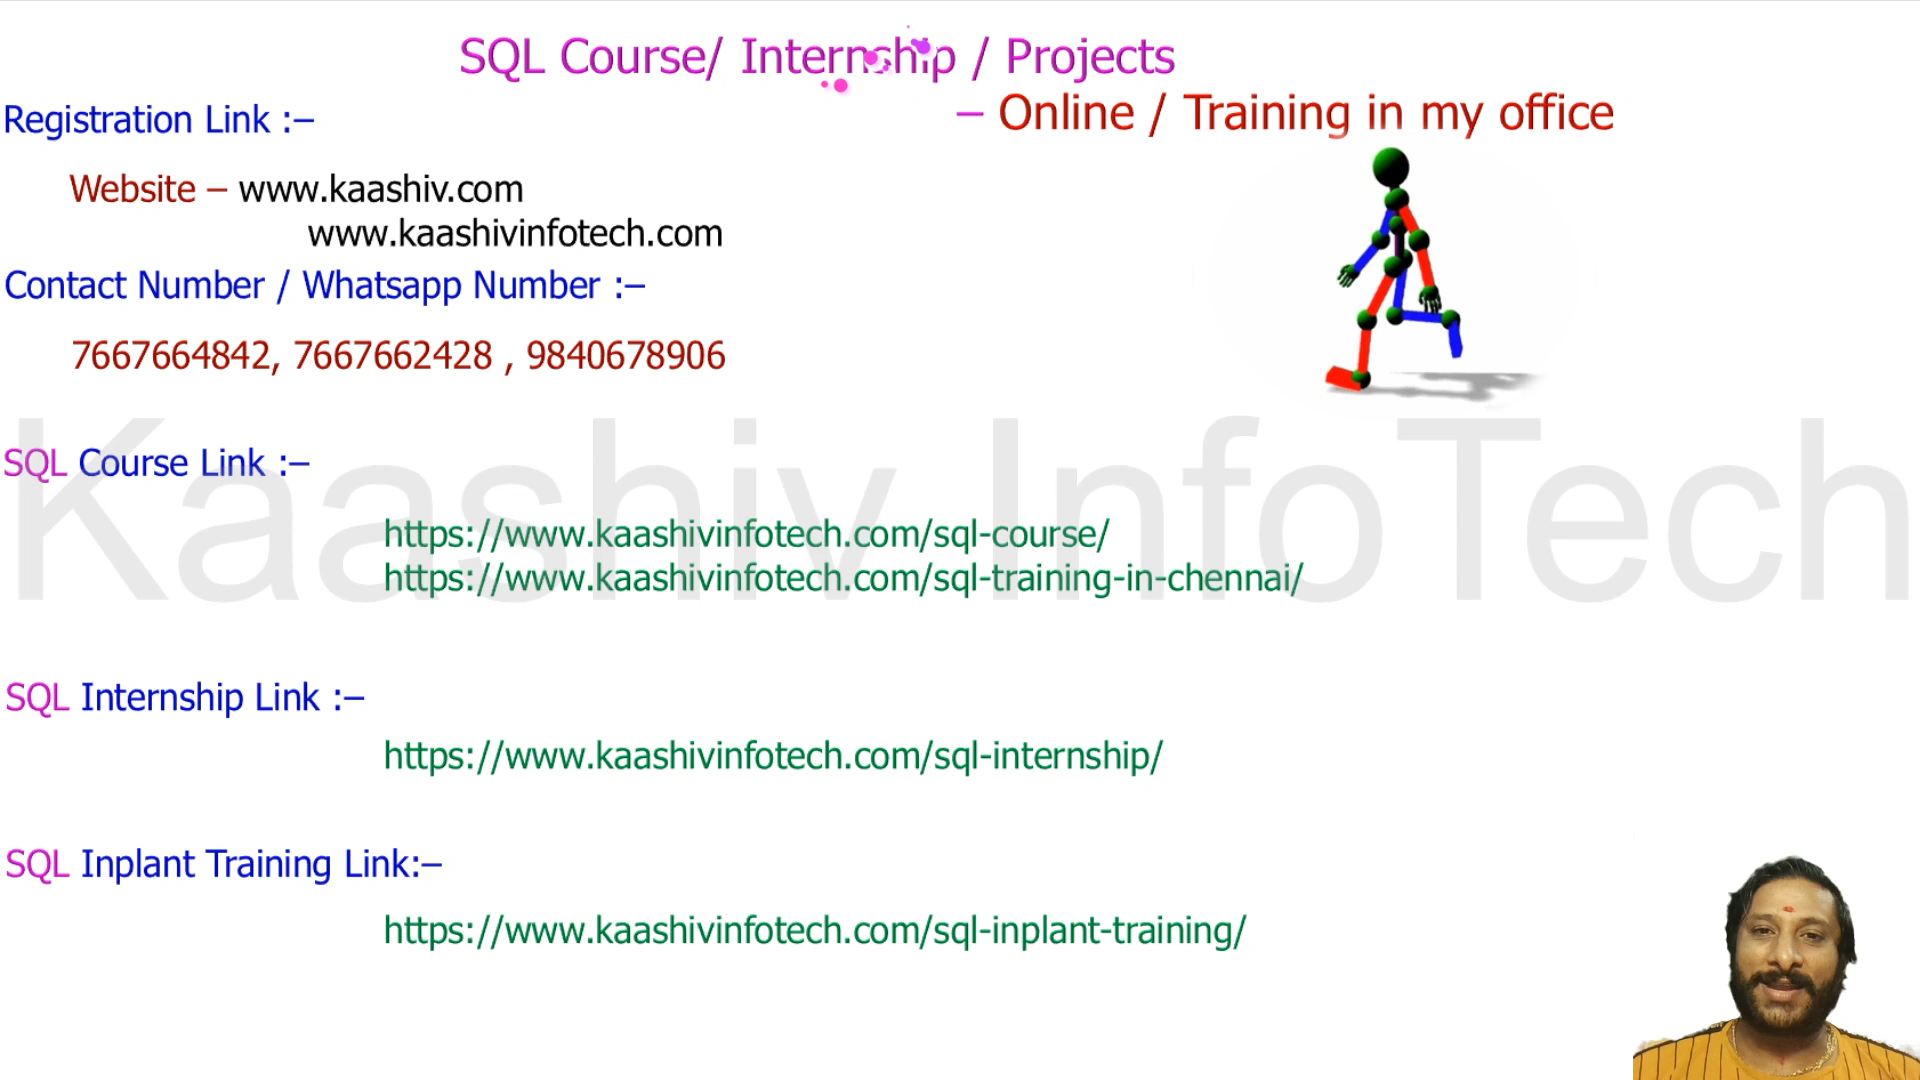 SQL Course/ Internship / Projects
– Online / Training in my office
Registration Link :–
Website – www.kaashiv.com
www.kaashivinfotech.com
Contact Number / Whatsapp Number :–
7667664842, 7667662428 , 9840678906
Kaashiv InfoTech
SQL Course Link :–
https://www.kaashivinfotech.com/sql-course/
https://www.kaashivinfotech.com/sql-training-in-chennai/
SQL Internship Link :–
https://www.kaashivinfotech.com/sql-internship/
SQL Inplant Training Link:–
https://www.kaashivinfotech.com/sql-inplant-training/